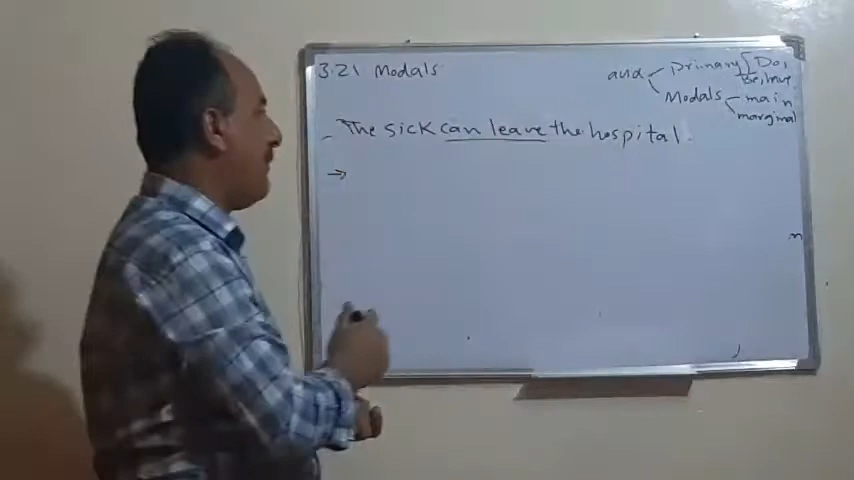 3.21 Modals
aux primary Do,
Be, have
Modals main
marginal
- The sick can leave the hospital.
→